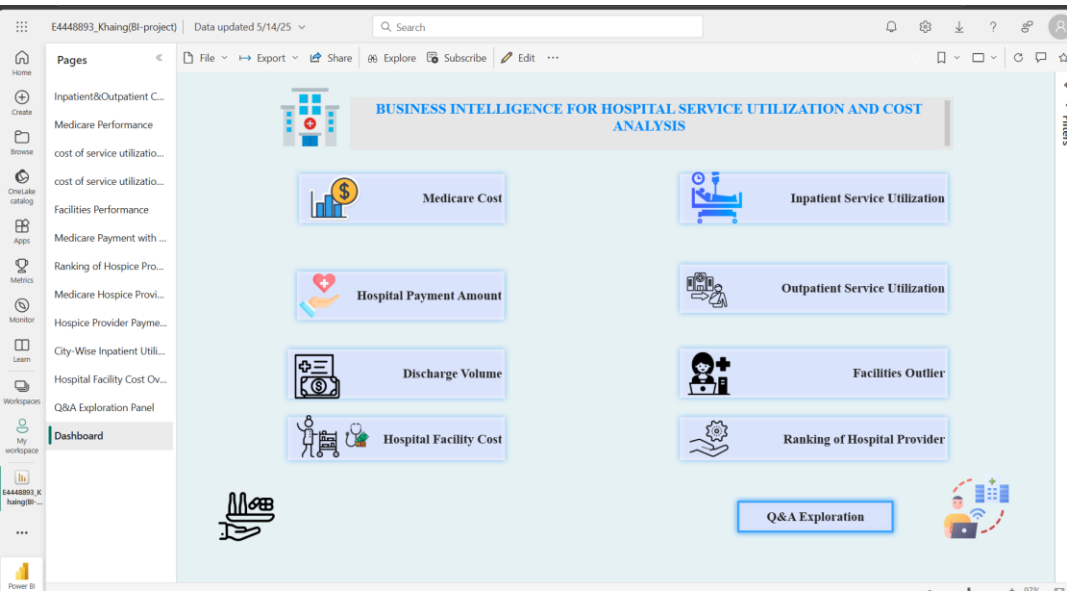 E4448893_Khaing(BI-project)
Data updated 5/14/25
Search
Home
Create
Browse
OneLake
catalog
Apps
Metrics
Monitor
Learn
Workspaces
My
workspace
E4448893_K
haing(BI-...
Power BI
Pages
Inpatient&Outpatient C...
Medicare Performance
cost of service utilizatio...
cost of service utilizatio...
Facilities Performance
Medicare Payment with ...
Ranking of Hospice Pro...
Medicare Hospice Provi...
Hospice Provider Payme...
City-Wise Inpatient Utili...
Hospital Facility Cost Ov...
Q&A Exploration Panel
Dashboard
File
Export
Share
Explore
Subscribe
Edit
BUSINESS INTELLIGENCE FOR HOSPITAL SERVICE UTILIZATION AND COST
ANALYSIS
Medicare Cost
Inpatient Service Utilization
Hospital Payment Amount
Outpatient Service Utilization
Discharge Volume
Facilities Outlier
Hospital Facility Cost
Ranking of Hospital Provider
Q&A Exploration
Filters
97%